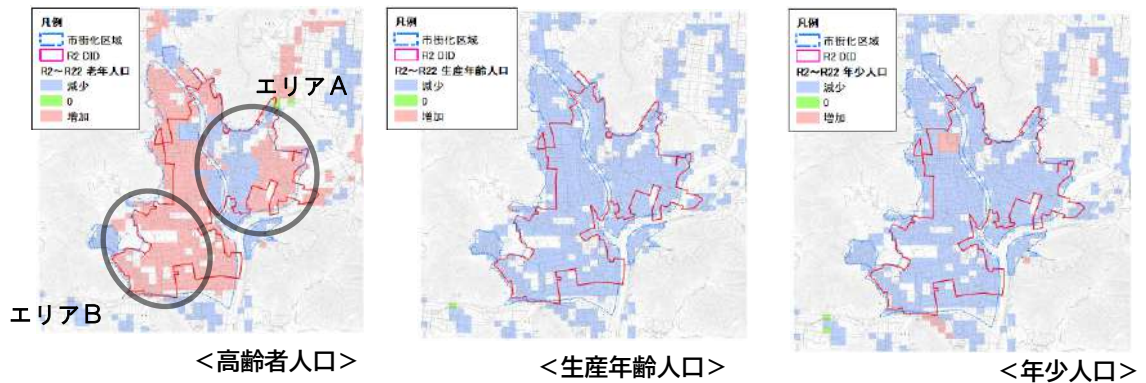 凡例
市街化区域
R2 DID
R2～R22 老年人口
減少
0
増加
エリアA
エリアB
＜高齢者人口＞
凡例
市街化区域
R2 DID
R2～R22 生産年齢人口
減少
0
増加
＜生産年齢人口＞
凡例
市街化区域
R2 DID
R2～R22 年少人口
減少
0
増加
＜年少人口＞